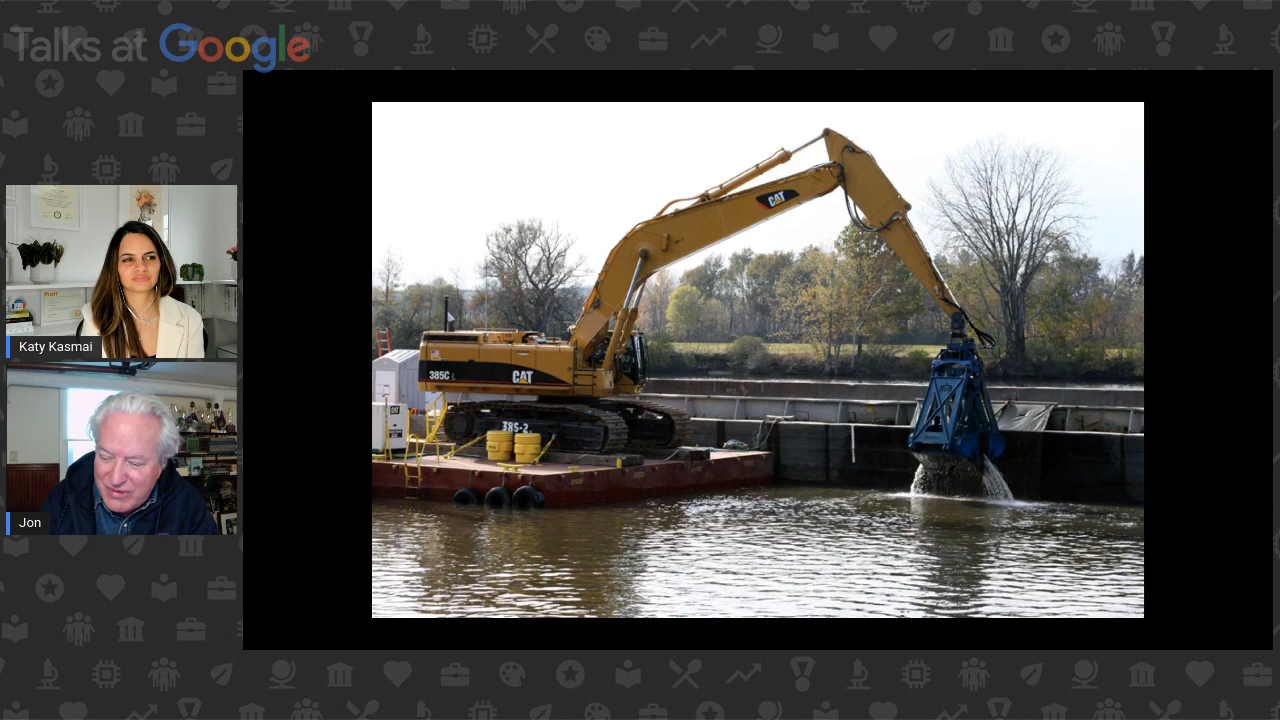 Talks at Google
Katy Kasmai
Jon
CAT
385C L
CAT
CAT
385-2